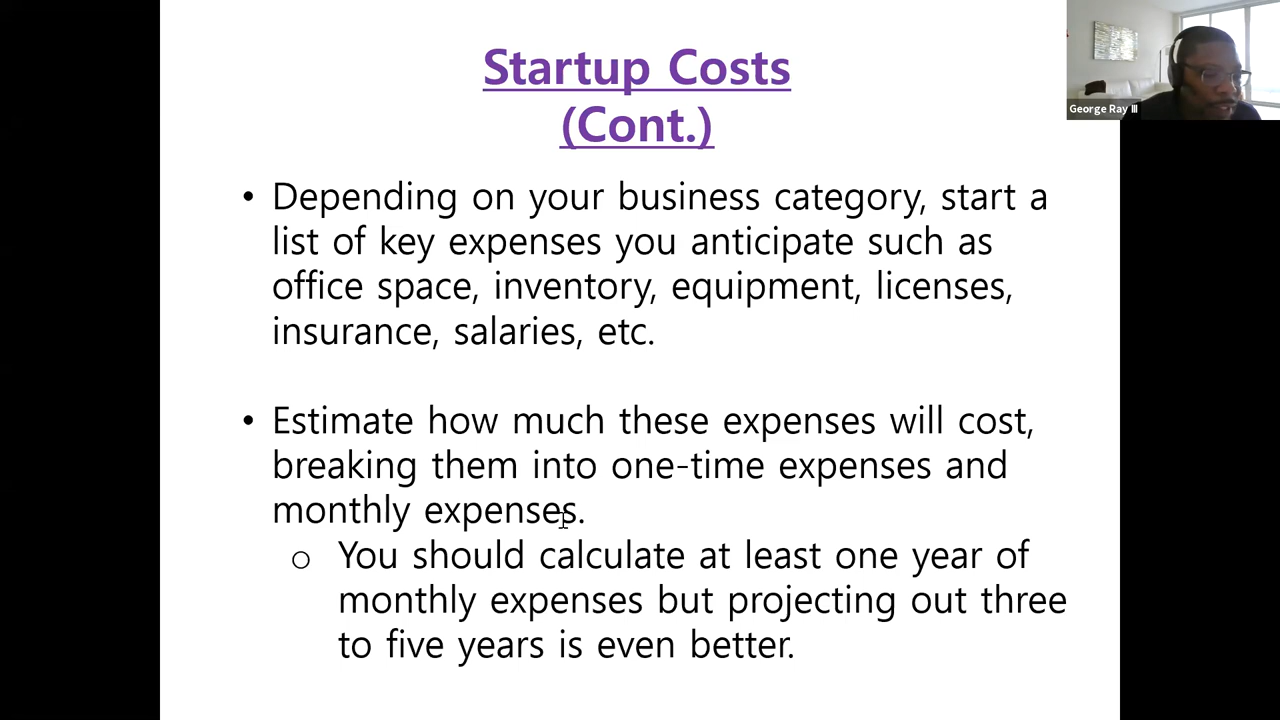 Startup Costs
(Cont.)
George Ray III
• Depending on your business category, start a
list of key expenses you anticipate such as
office space, inventory, equipment, licenses,
insurance, salaries, etc.
• Estimate how much these expenses will cost,
breaking them into one-time expenses and
monthly expenses.
o You should calculate at least one year of
monthly expenses but projecting out three
to five years is even better.